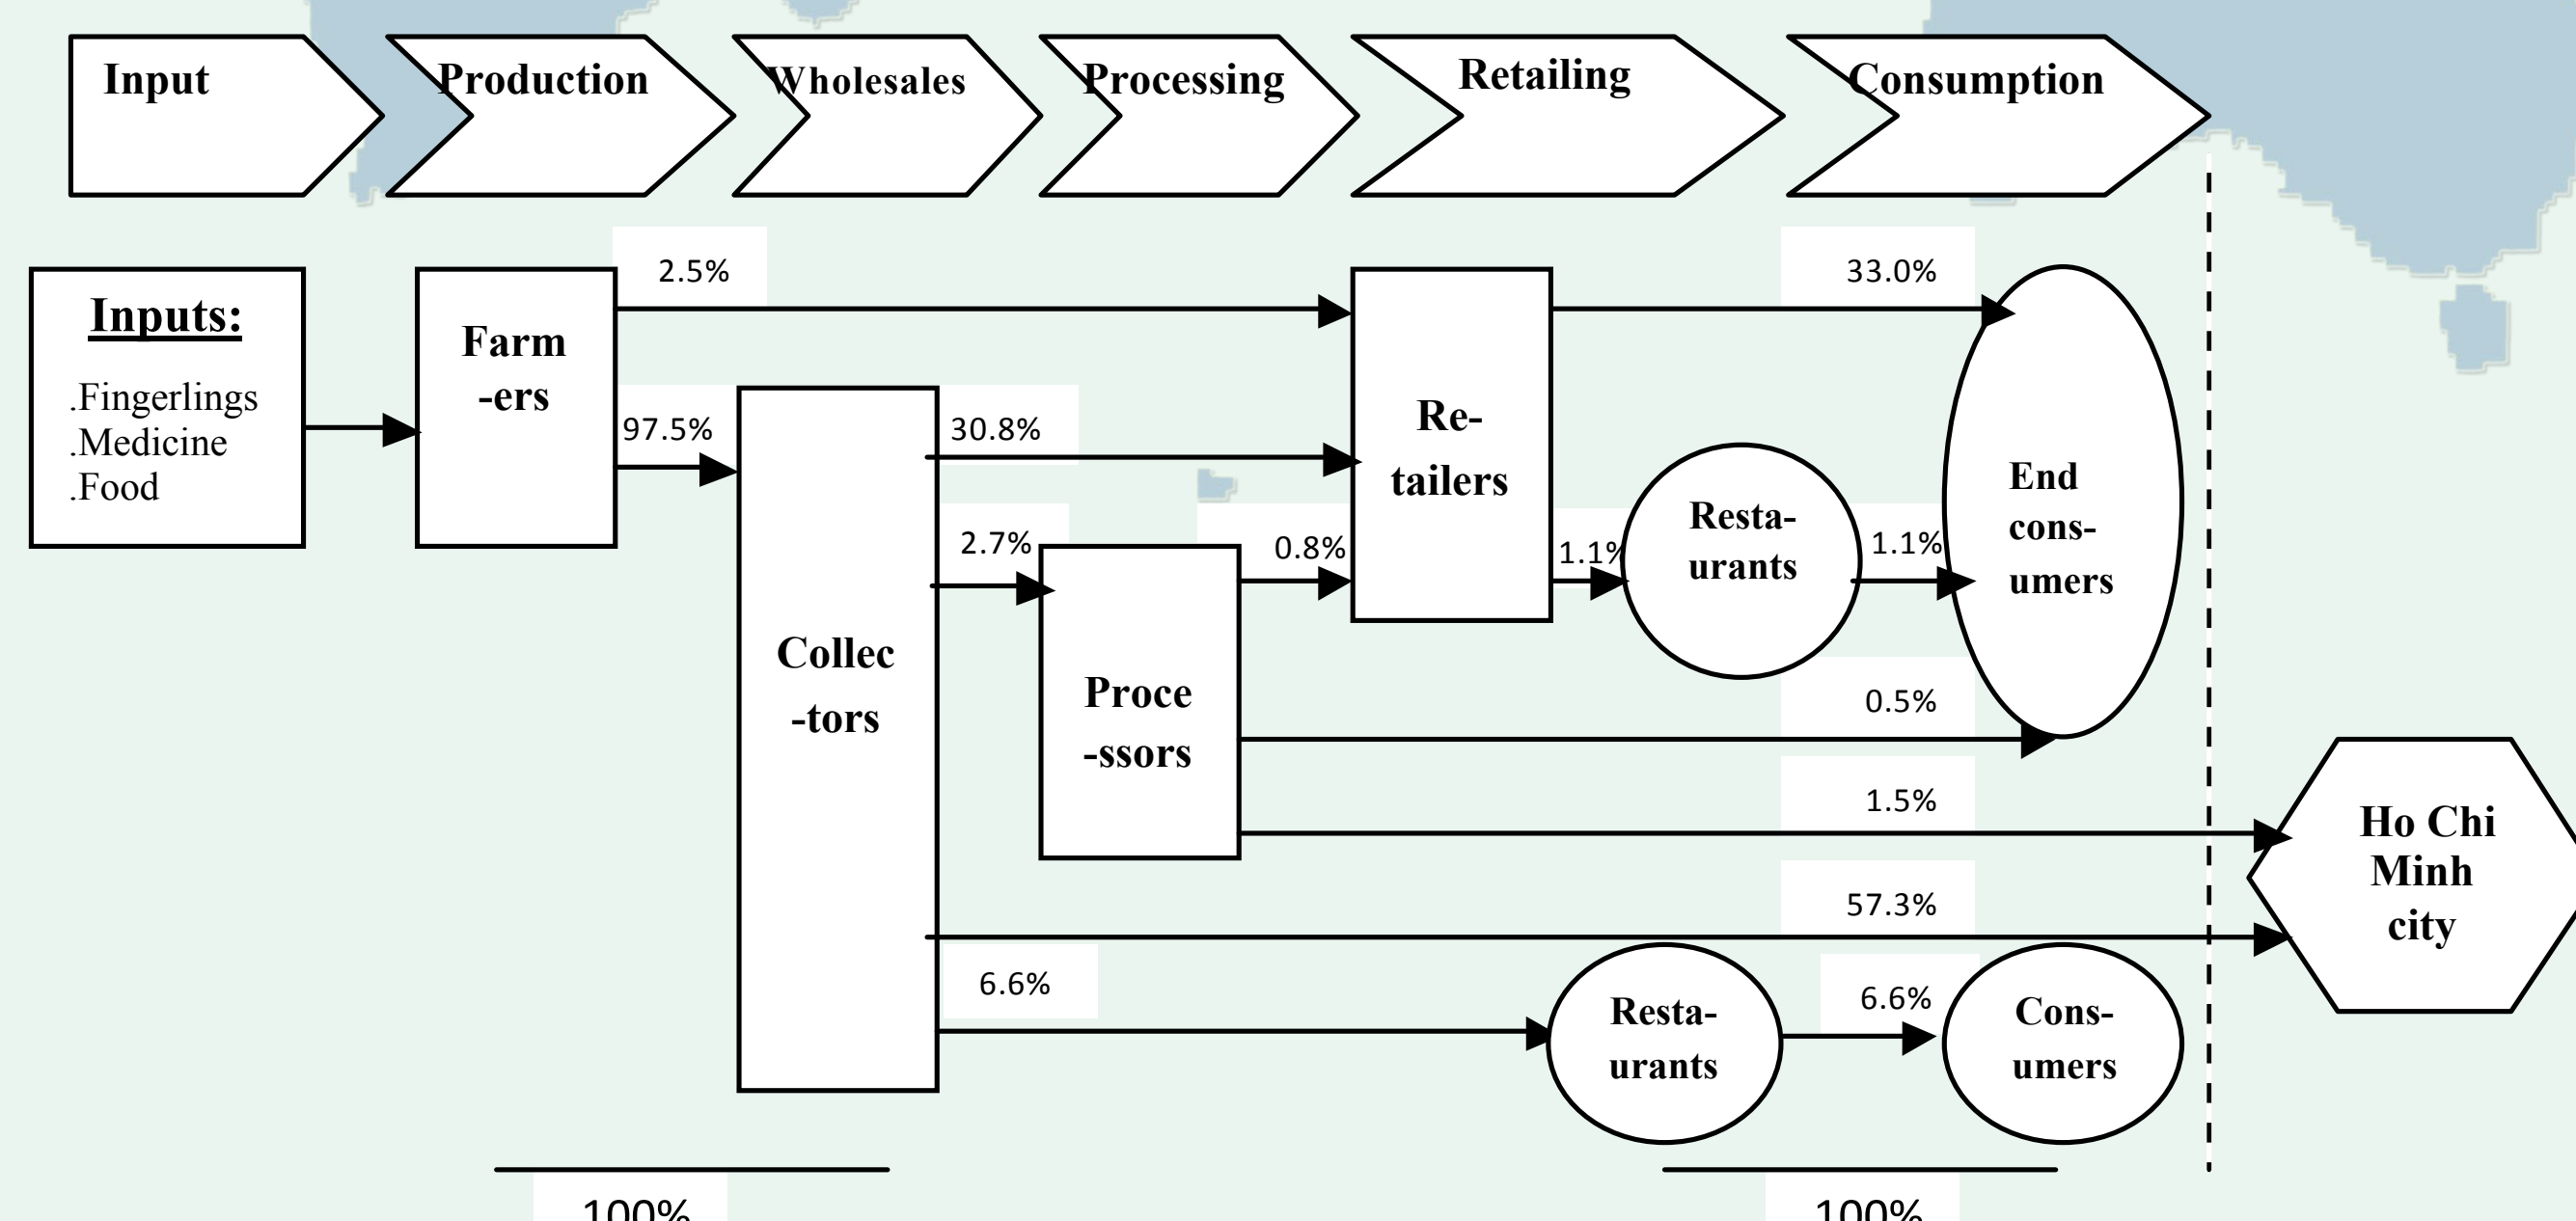 Input
Production
Wholesales
Processing
Retailing
Consumption
2.5%
33.0%
Inputs:
.Fingerlings
.Medicine
.Food
Farm
-ers
97.5%
30.8%
Re-
tailers
2.7%
0.8%
1.1%
Resta-
urants
1.1%
End
cons-
umers
Collec
-tors
Proce
-ssors
0.5%
1.5%
57.3%
Ho Chi
Minh
city
6.6%
Resta-
urants
6.6%
Cons-
umers
100%
100%